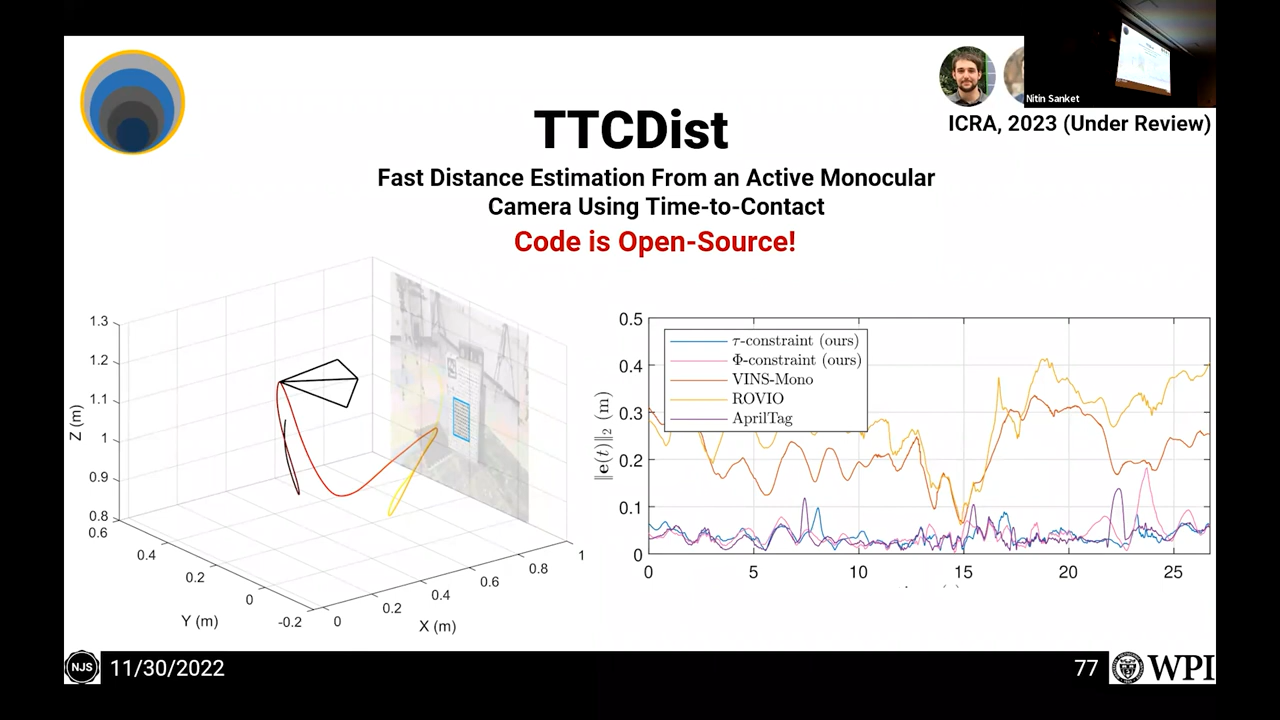 Nitin Sanket
ICRA, 2023 (Under Review)
TTCDist
Fast Distance Estimation From an Active Monocular
Camera Using Time-to-Contact
Code is Open-Source!
1.3
1.2
1.1
1
0.9
0.8
Z (m)
0.6
0.4
0.2
0
-0.2
Y (m)
0
0.2
0.4
0.6
0.8
1
X (m)
0.5
0.4
0.3
0.2
0.1
0
‖e(t)‖₂ (m)
τ-constraint (ours)
Φ-constraint (ours)
VINS-Mono
ROVIO
AprilTag
0
5
10
15
20
25
NJS
11/30/2022
77
WPI